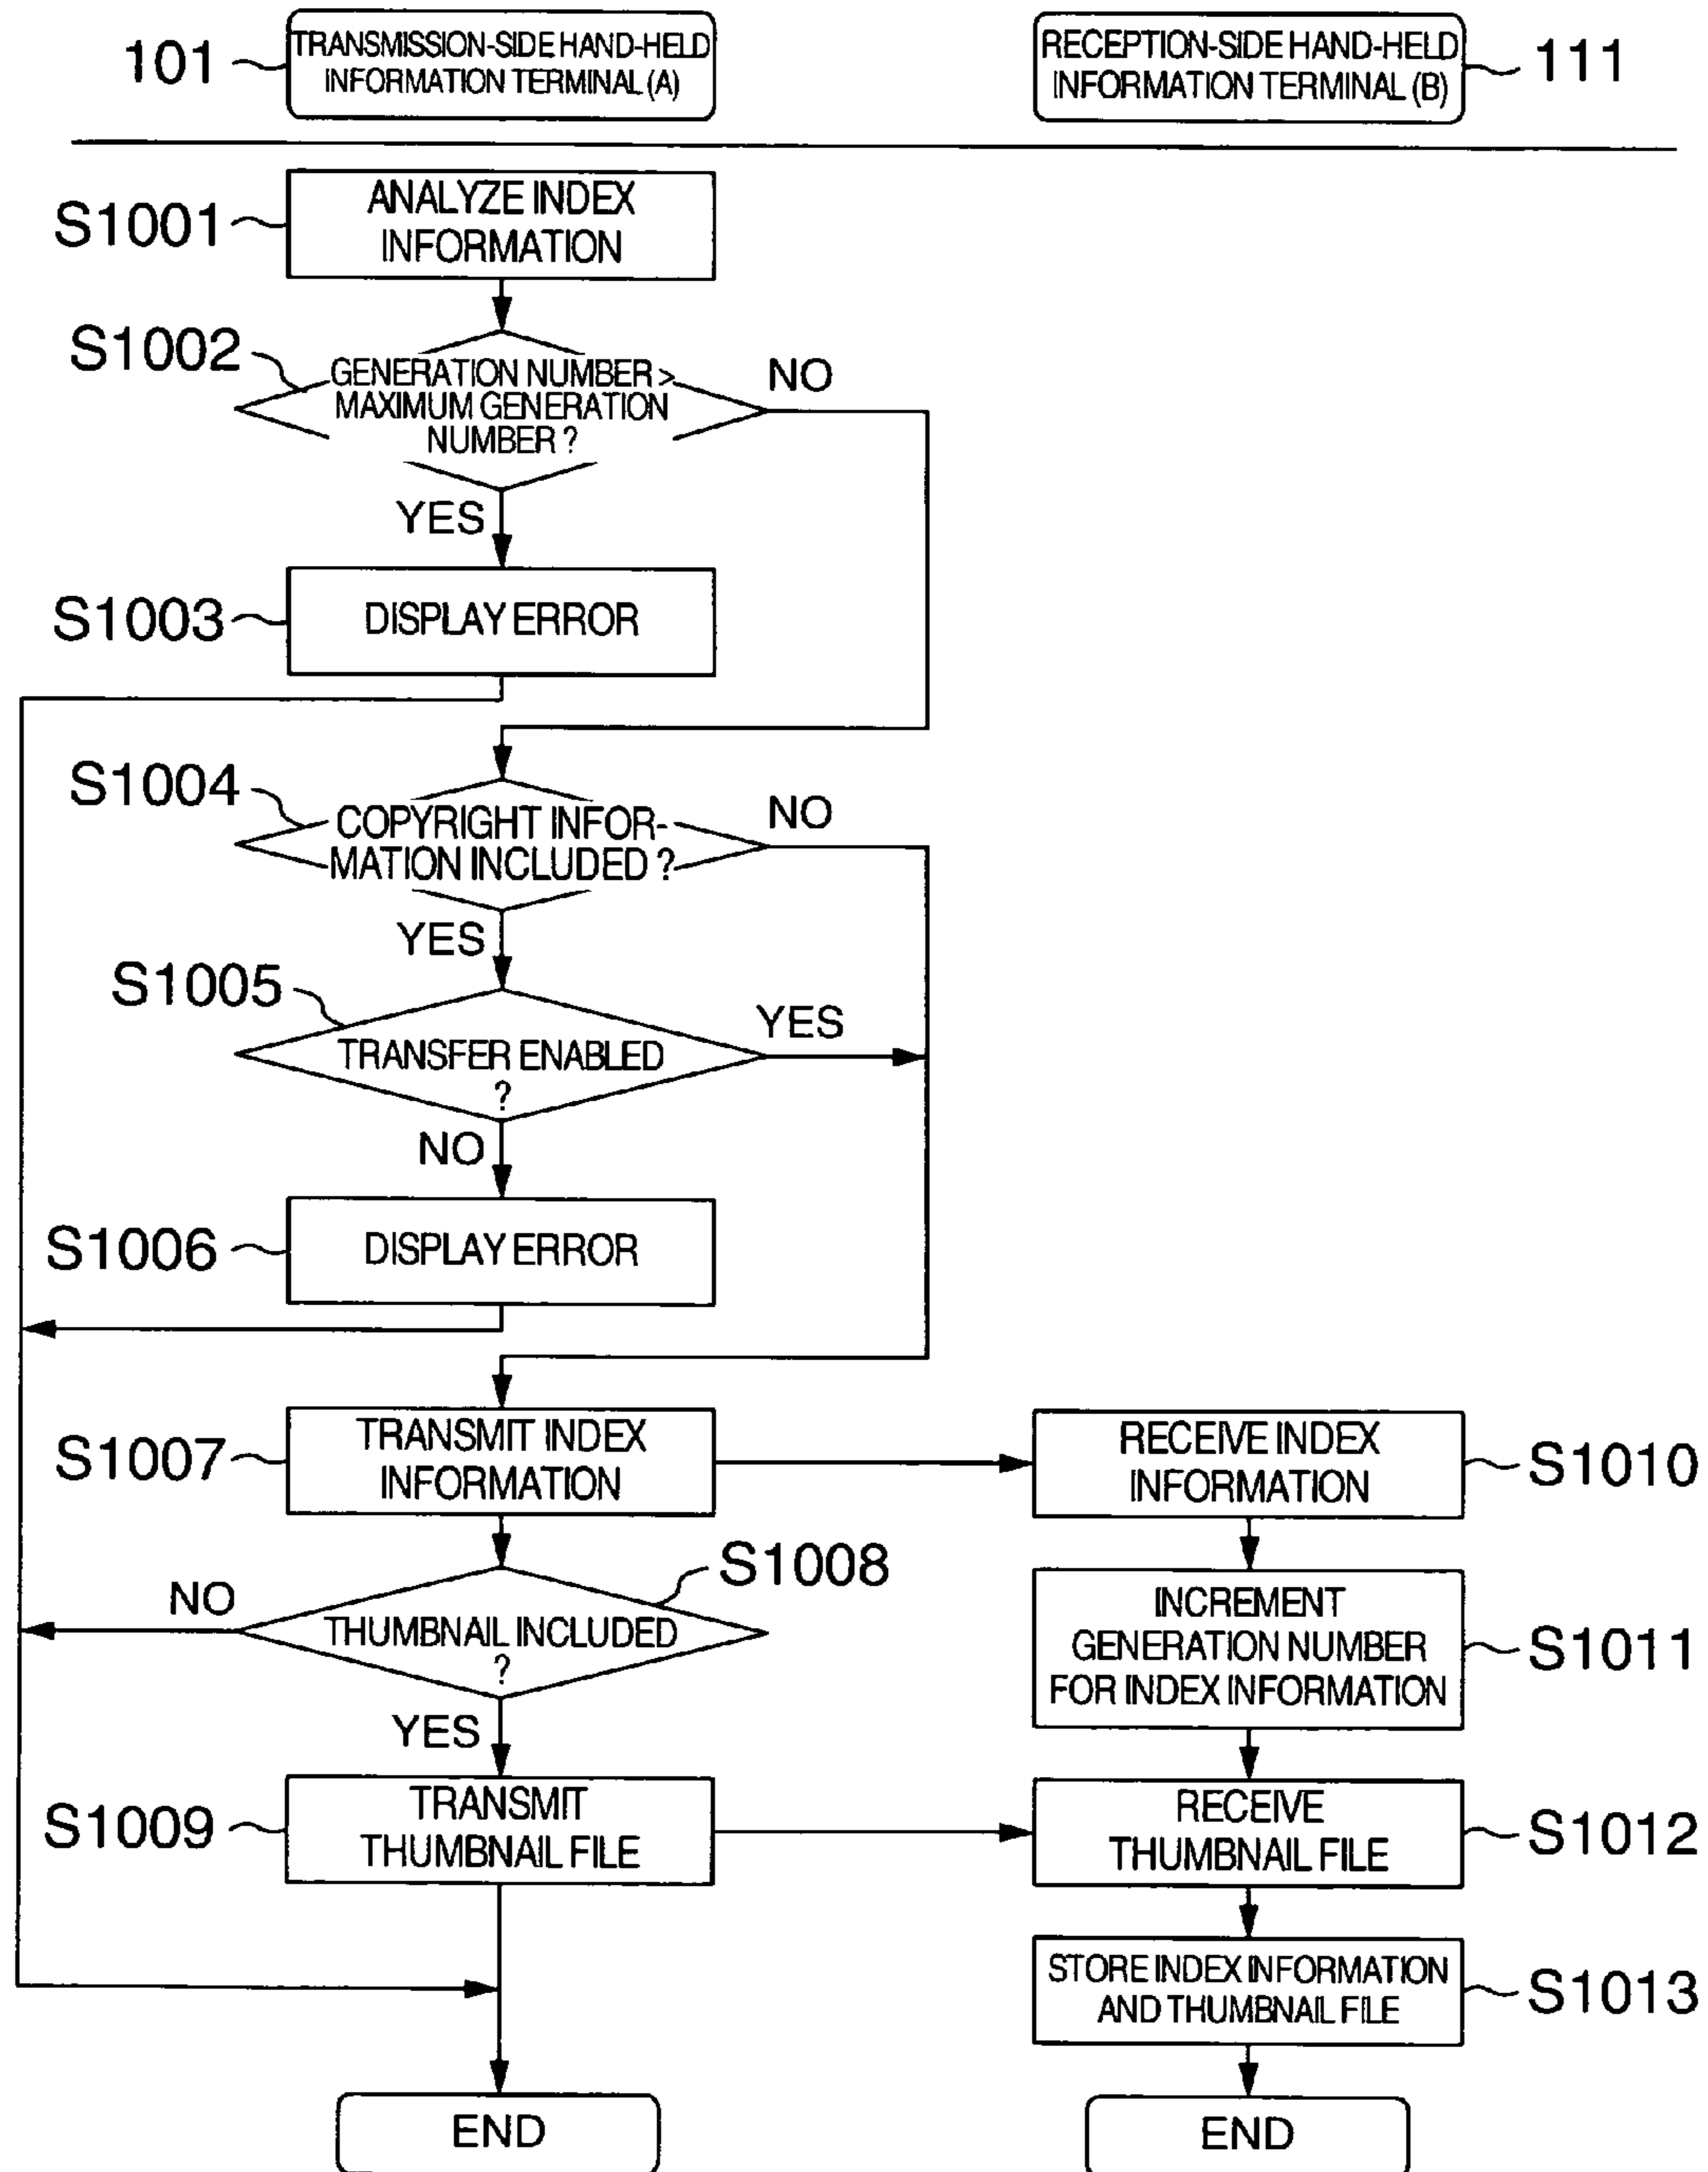 101
TRANSMISSION-SIDE HAND-HELD
INFORMATION TERMINAL (A)
RECEPTION-SIDE HAND-HELD
INFORMATION TERMINAL (B)
111
S1001
ANALYZE INDEX
INFORMATION
S1002
GENERATION NUMBER >
MAXIMUM GENERATION
NUMBER ?
NO
YES
S1003
DISPLAY ERROR
S1004
COPYRIGHT INFOR-
MATION INCLUDED ?
NO
YES
S1005
TRANSFER ENABLED
?
YES
NO
S1006
DISPLAY ERROR
S1007
TRANSMIT INDEX
INFORMATION
RECEIVE INDEX
INFORMATION
S1010
S1008
THUMBNAIL INCLUDED
?
NO
YES
INCREMENT
GENERATION NUMBER
FOR INDEX INFORMATION
S1011
S1009
TRANSMIT
THUMBNAIL FILE
RECEIVE
THUMBNAIL FILE
S1012
STORE INDEX INFORMATION
AND THUMBNAIL FILE
S1013
END
END